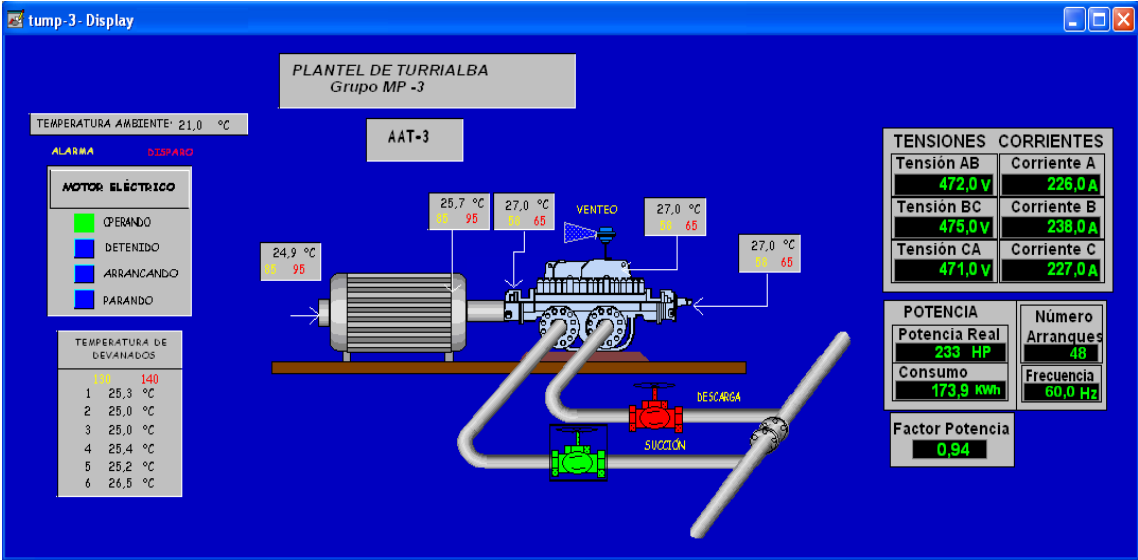 tump-3- Display
PLANTEL DE TURRIALBA
Grupo MP -3
TEMPERATURA AMBIENTE· 21,0 °C
AAT-3
ALARMA DISPARO
MOTOR ELÉCTRICO
OPERANDO
DETENIDO
ARRANCANDO
PARANDO
TEMPERATURA DE
DEVANADOS
130 140
1 25,3 °C
2 25,0 °C
3 25,0 °C
4 25,4 °C
5 25,2 °C
6 26,5 °C
24,9 °C
85 95
25,7 °C
85 95
27,0 °C
58 65
VENTEO
27,0 °C
58 65
27,0 °C
58 65
DESCARGA
SUCCIÓN
TENSIONES CORRIENTES
Tensión AB Corriente A
472,0 V 226,0 A
Tensión BC Corriente B
475,0 V 238,0 A
Tensión CA Corriente C
471,0 V 227,0 A
POTENCIA
Potencia Real
233 HP
Consumo
173,9 KWh
Número
Arranques
48
Frecuencia
60,0 Hz
Factor Potencia
0,94